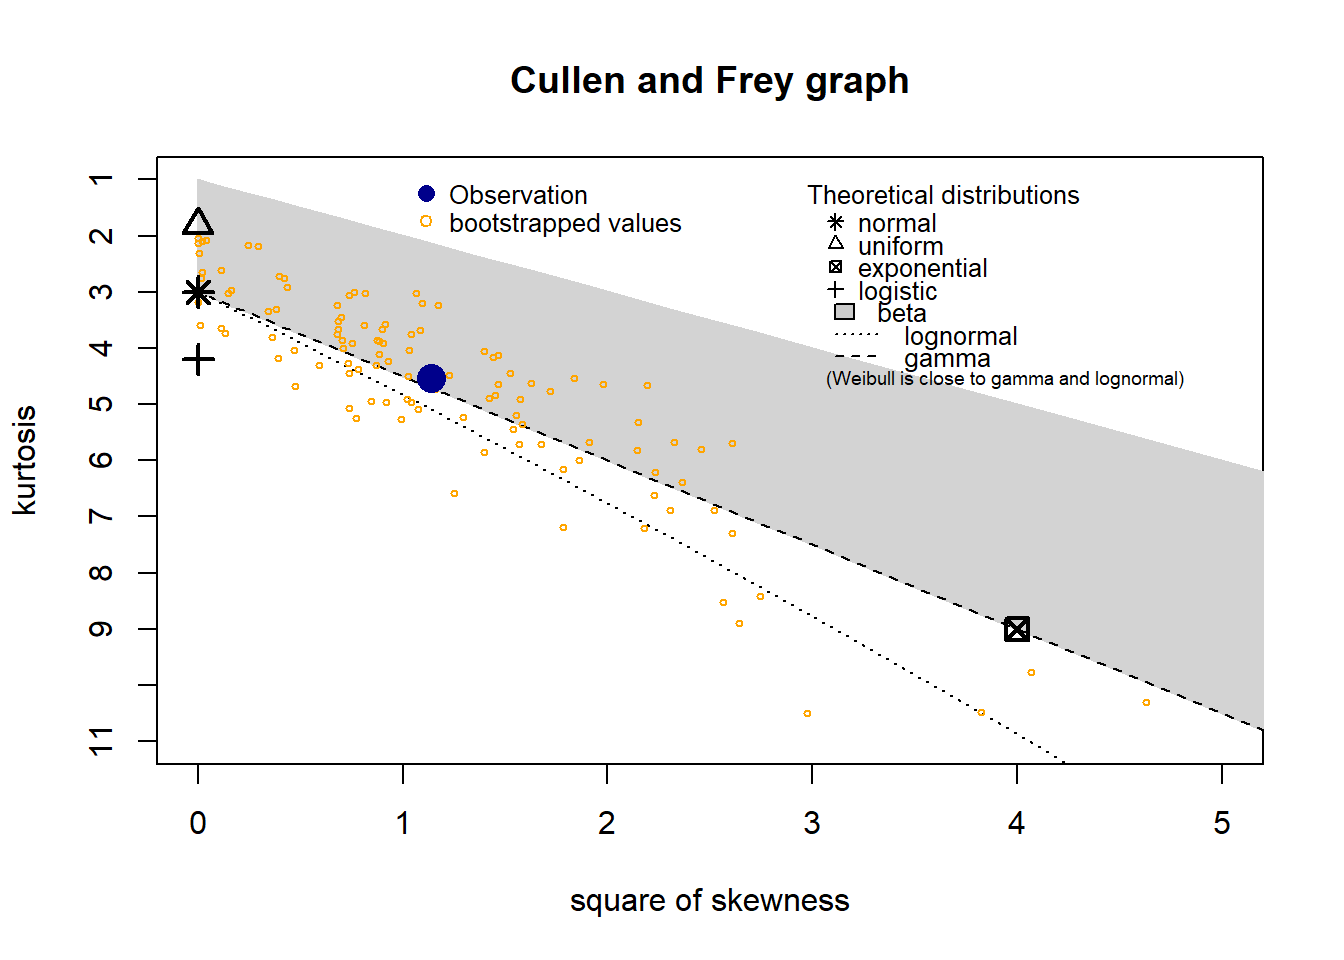 Cullen and Frey graph
Observation
bootstrapped values
Theoretical distributions
normal
uniform
exponential
logistic
beta
lognormal
gamma
(Weibull is close to gamma and lognormal)
kurtosis
1
2
3
4
5
6
7
8
9
11
0 1 2 3 4 5
square of skewness